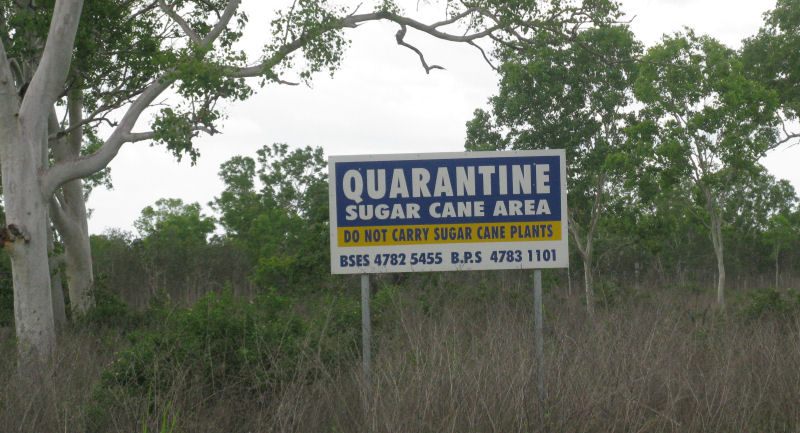 QUARANTINE
SUGAR CANE AREA
DO NOT CARRY SUGAR CANE PLANTS
BSES 4782 5455 B.P.S 4783 1101